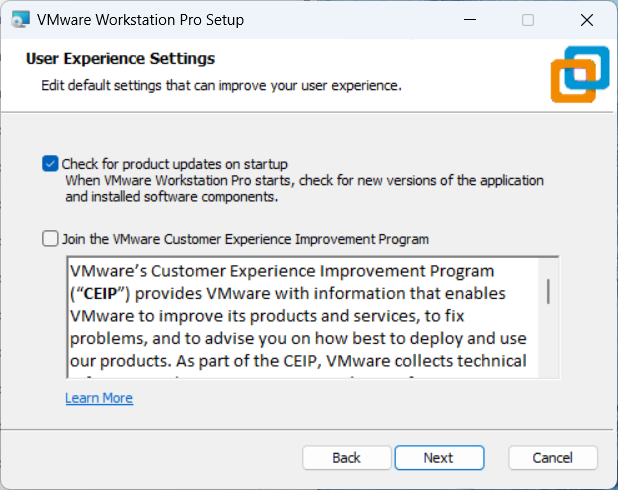 VMware Workstation Pro Setup
User Experience Settings
Edit default settings that can improve your user experience.
Check for product updates on startup
When VMware Workstation Pro starts, check for new versions of the application
and installed software components.
Join the VMware Customer Experience Improvement Program
VMware's Customer Experience Improvement Program
("CEIP") provides VMware with information that enables
VMware to improve its products and services, to fix
problems, and to advise you on how best to deploy and use
our products. As part of the CEIP, VMware collects technical
Learn More
Back
Next
Cancel